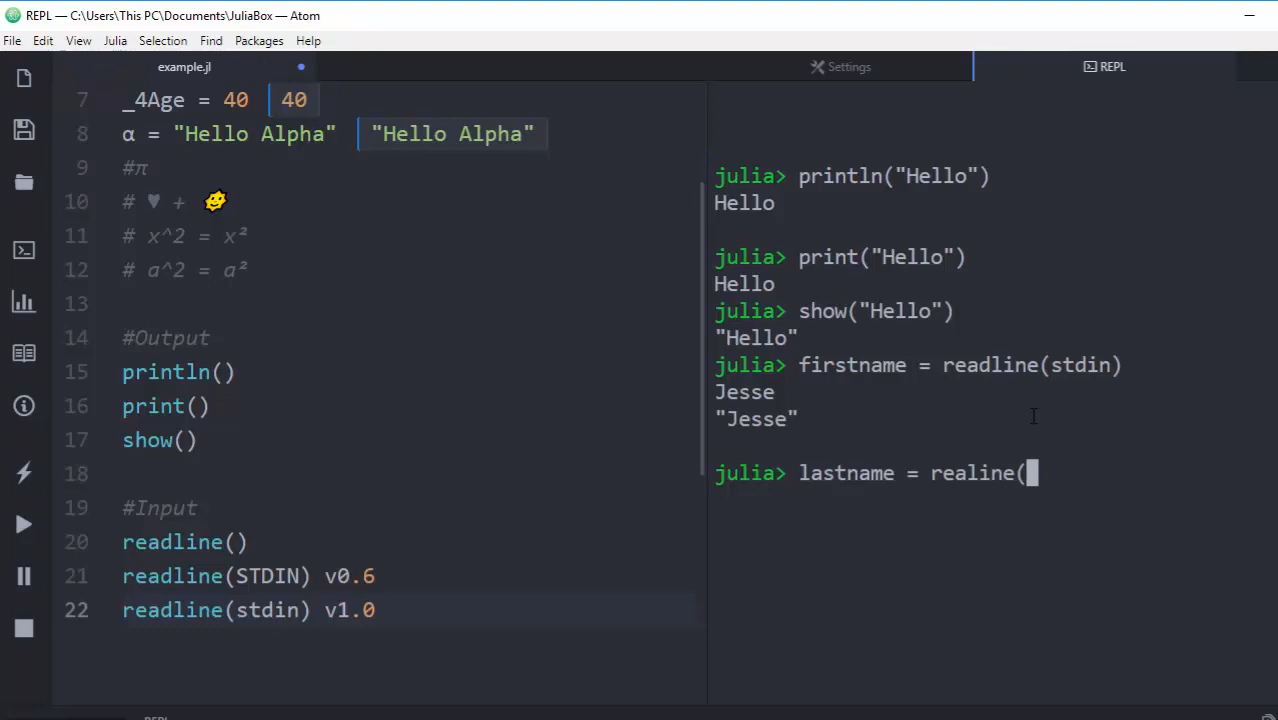 REPL — C:\Users\This PC\Documents\JuliaBox — Atom
File Edit View Julia Selection Find Packages Help
example.jl
Settings
REPL
7 _4Age = 40 40
8 α = "Hello Alpha" "Hello Alpha"
9 #π
10 # ♥ + 🌞
11 # x^2 = x²
12 # a^2 = a²
13
14 #Output
15 println()
16 print()
17 show()
18
19 #Input
20 readline()
21 readline(STDIN) v0.6
22 readline(stdin) v1.0
julia> println("Hello")
Hello
julia> print("Hello")
Hello
julia> show("Hello")
"Hello"
julia> firstname = readline(stdin)
Jesse
"Jesse"
julia> lastname = realine(